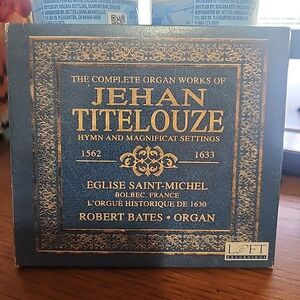 THE COMPLETE ORGAN WORKS OF
JEHAN
TITELOUZE
HYMN AND MAGNIFICAT SETTINGS
1562 1633
EGLISE SAINT-MICHEL
BOLBEC, FRANCE
L'ORGUE HISTORIQUE DE 1630
ROBERT BATES • ORGAN
LOFT
RECORDINGS